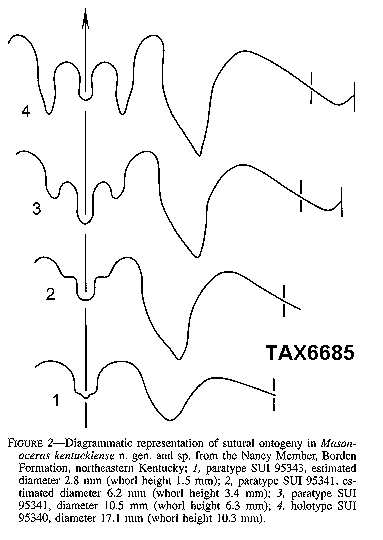 4
3
2
TAX6685
1
FIGURE 2—Diagrammatic representation of sutural ontogeny in Mason-
oceras kentuckiense n. gen. and sp. from the Nancy Member, Borden
Formation, northeastern Kentucky; 1, paratype SUI 95343, estimated
diameter 2.8 mm (whorl height 1.5 mm); 2, paratype SUI 95341, es-
timated diameter 6.2 mm (whorl height 3.4 mm); 3, paratype SUI
95341, diameter 10.5 mm (whorl height 6.3 mm); 4, holotype SUI
95340, diameter 17.1 mm (whorl height 10.3 mm).